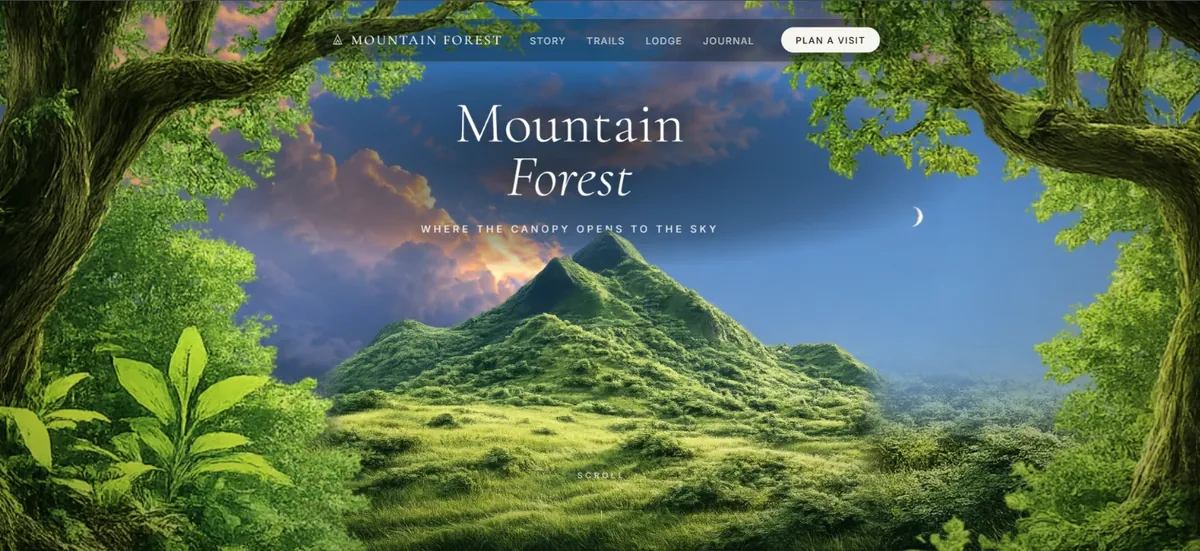 MOUNTAIN FOREST STORY TRAILS LODGE JOURNAL PLAN A VISIT
Mountain
Forest
WHERE THE CANOPY OPENS TO THE SKY
SCROLL